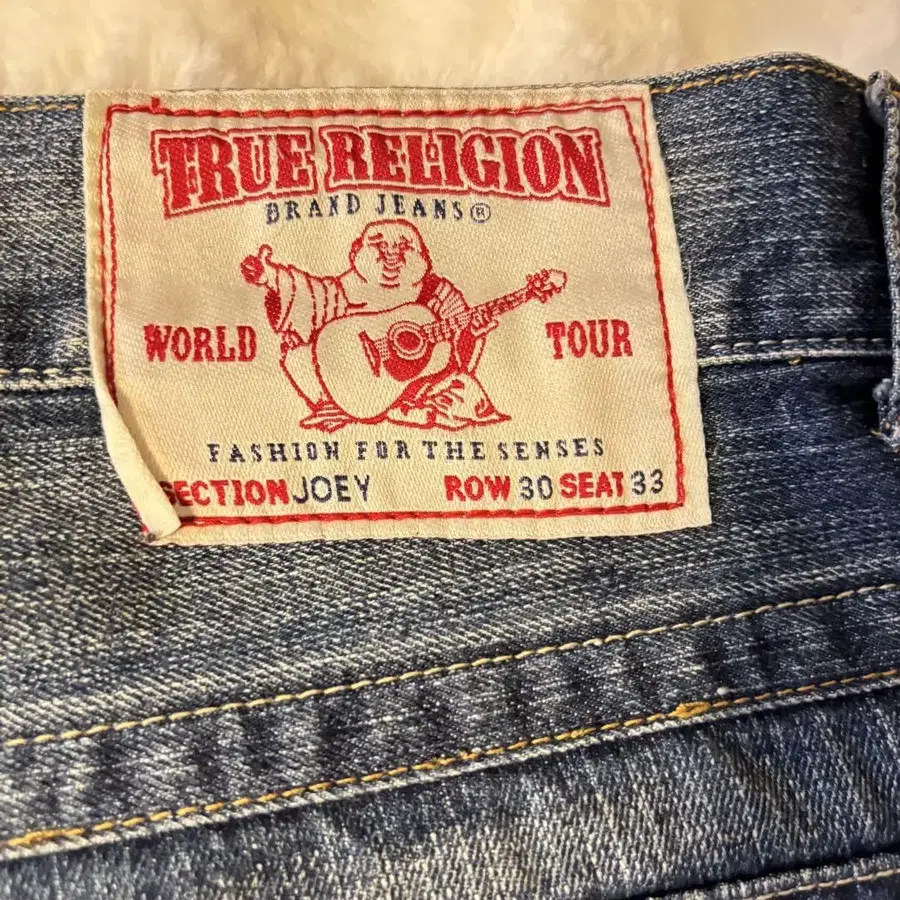 TRUE RELIGION
BRAND JEANS®
WORLD TOUR
FASHION FOR THE SENSES
SECTION JOEY ROW 30 SEAT 33